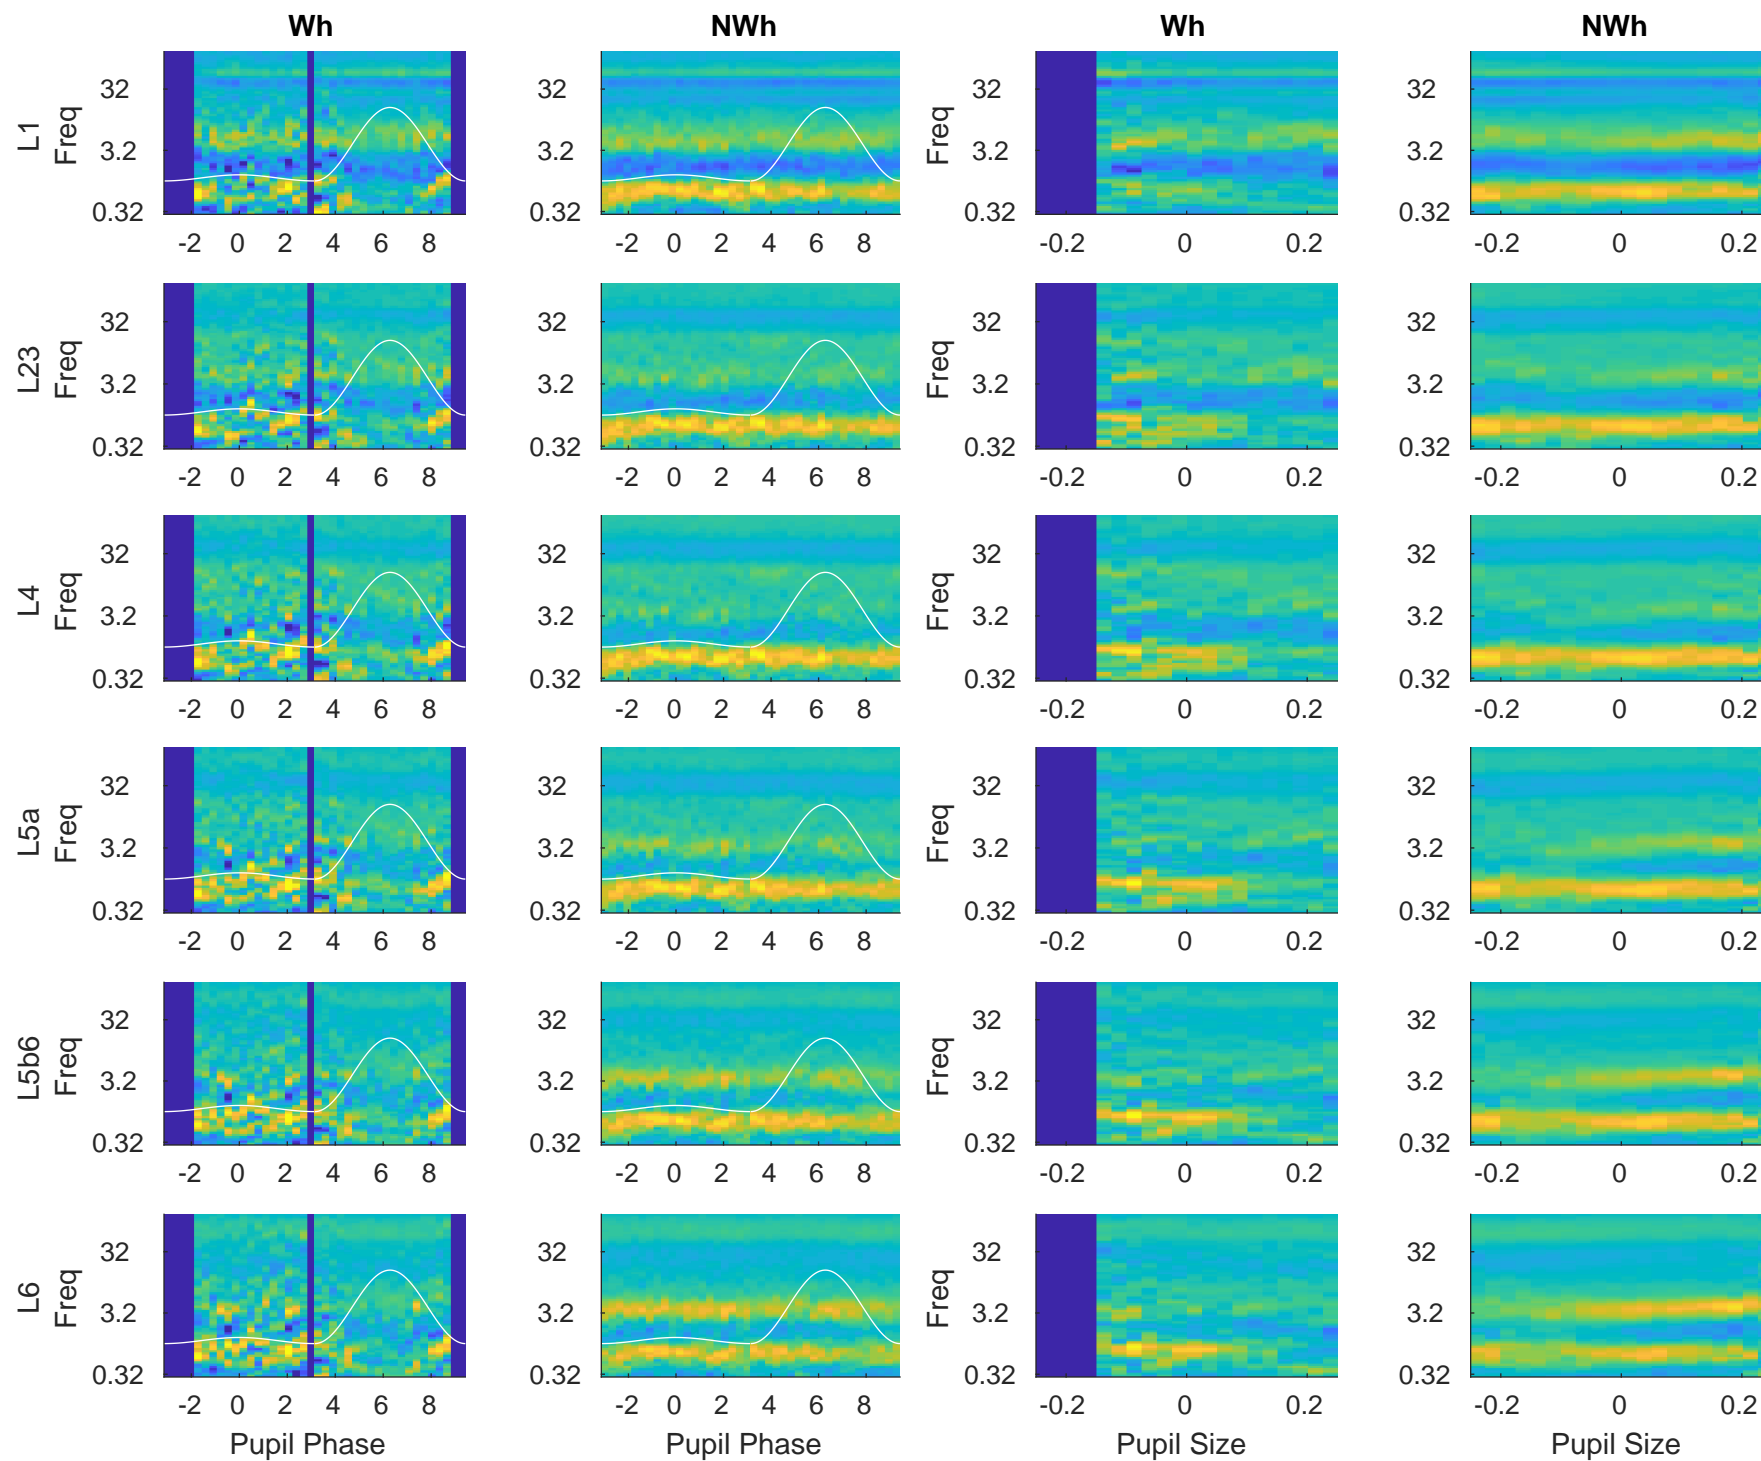 Wh NWh Wh NWh
L1 Freq 32 3.2 0.32 -2 0 2 4 6 8
32 3.2 0.32 -2 0 2 4 6 8
Freq 32 3.2 0.32 -0.2 0 0.2
32 3.2 0.32 -0.2 0 0.2
L23 Freq 32 3.2 0.32 -2 0 2 4 6 8
32 3.2 0.32 -2 0 2 4 6 8
Freq 32 3.2 0.32 -0.2 0 0.2
32 3.2 0.32 -0.2 0 0.2
L4 Freq 32 3.2 0.32 -2 0 2 4 6 8
32 3.2 0.32 -2 0 2 4 6 8
Freq 32 3.2 0.32 -0.2 0 0.2
32 3.2 0.32 -0.2 0 0.2
L5a Freq 32 3.2 0.32 -2 0 2 4 6 8
32 3.2 0.32 -2 0 2 4 6 8
Freq 32 3.2 0.32 -0.2 0 0.2
32 3.2 0.32 -0.2 0 0.2
L5b6 Freq 32 3.2 0.32 -2 0 2 4 6 8
32 3.2 0.32 -2 0 2 4 6 8
Freq 32 3.2 0.32 -0.2 0 0.2
32 3.2 0.32 -0.2 0 0.2
L6 Freq 32 3.2 0.32 -2 0 2 4 6 8
32 3.2 0.32 -2 0 2 4 6 8
Freq 32 3.2 0.32 -0.2 0 0.2
32 3.2 0.32 -0.2 0 0.2
Pupil Phase Pupil Phase Pupil Size Pupil Size